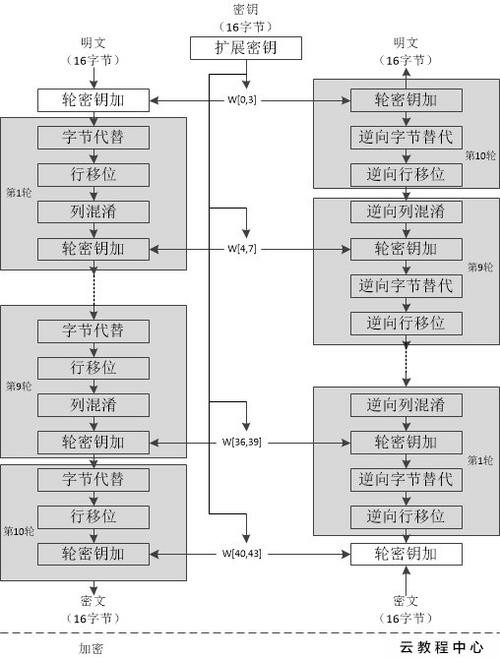 密钥
（16字节）
扩展密钥
明文
（16字节）
轮密钥加
第1轮
字节代替
行移位
列混淆
轮密钥加
第9轮
字节代替
行移位
列混淆
轮密钥加
第10轮
字节代替
行移位
轮密钥加
密文
（16字节）
加密
W[0,3]
W[4,7]
W[36,39]
W[40,43]
明文
（16字节）
轮密钥加
逆向字节替代
逆向行移位
第10轮
逆向列混淆
轮密钥加
逆向字节替代
逆向行移位
第9轮
逆向列混淆
轮密钥加
逆向字节替代
逆向行移位
第1轮
轮密钥加
密文
（16字节）
云教程中心